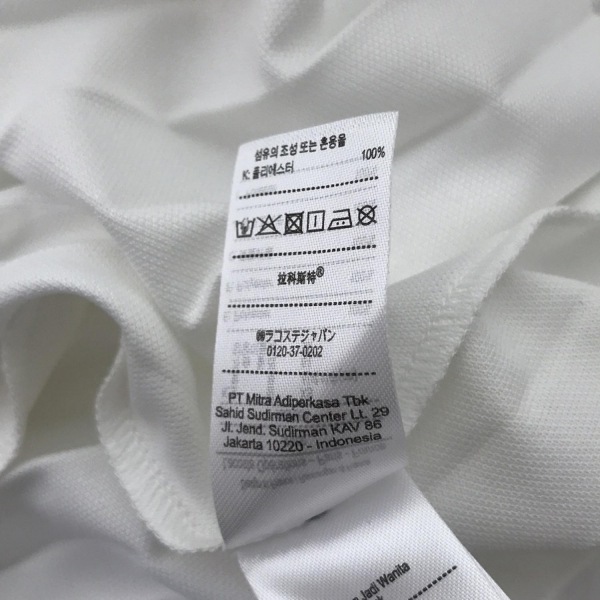 섬유의 조성 또는 혼용율
K: 폴리에스터 100%
拉科斯特®
㈱ラコステジャパン
0120-37-0202
PT Mitra Adiperkasa Tbk
Sahid Sudirman Center Lt. 29
Jl. Jend. Sudirman KAV 86
Jakarta 10220 - Indonesia
Jadi Wanita